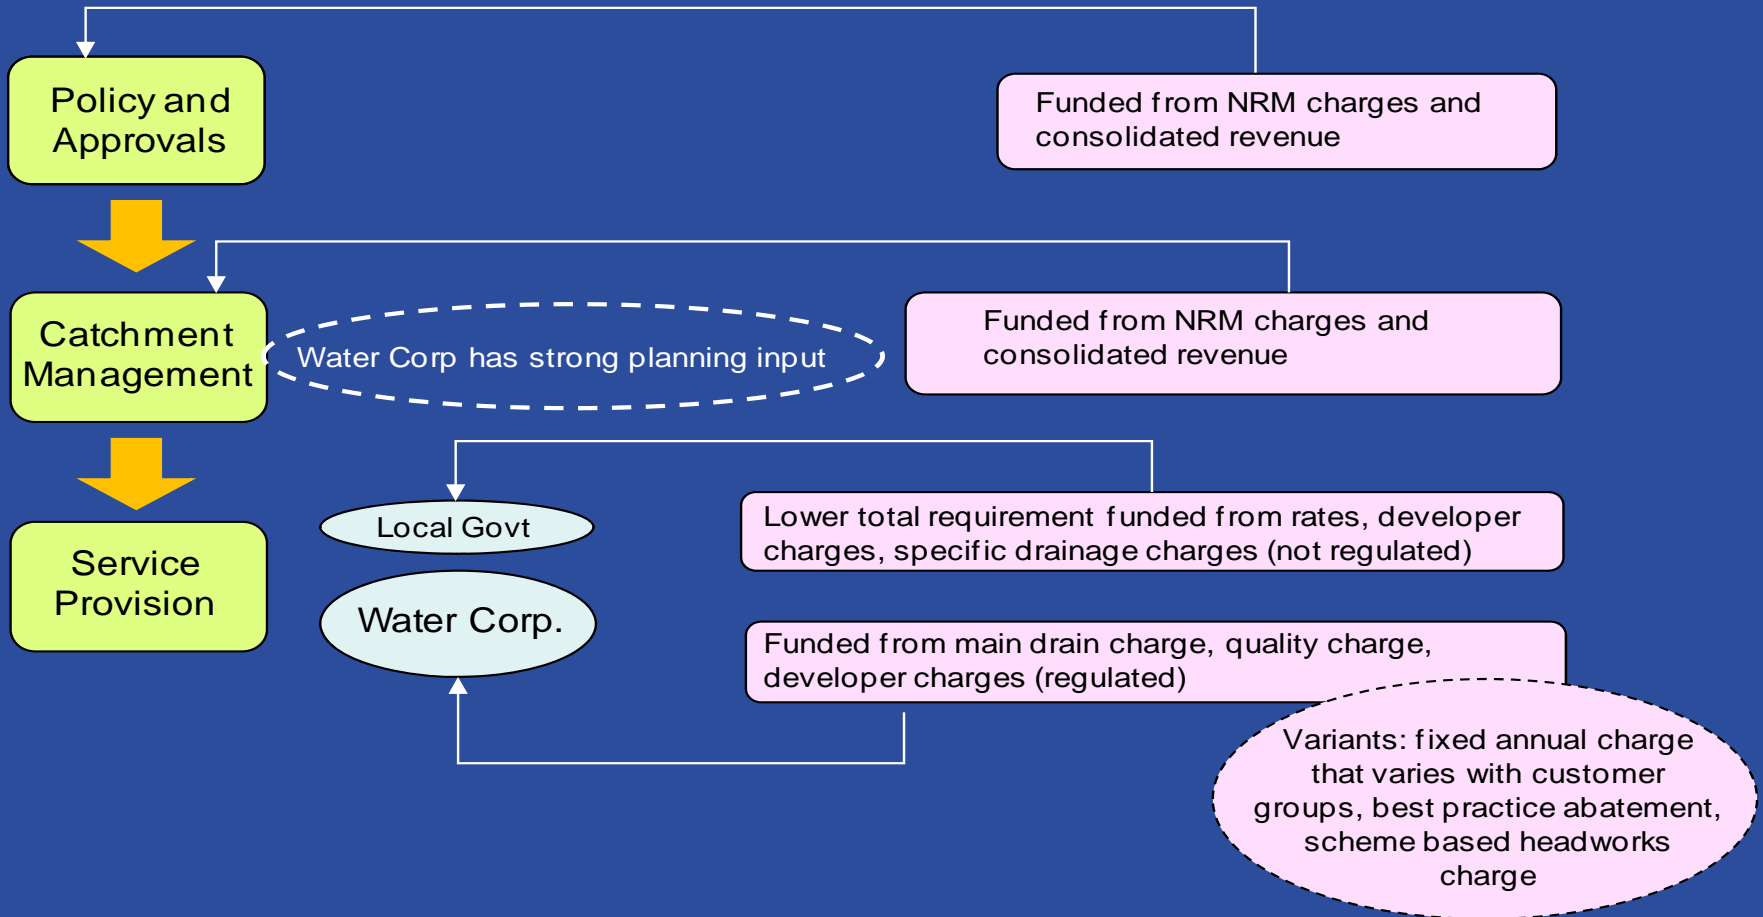 Policy and
Approvals
Funded from NRM charges and
consolidated revenue
Catchment
Management
Water Corp has strong planning input
Funded from NRM charges and
consolidated revenue
Service
Provision
Local Govt
Lower total requirement funded from rates, developer
charges, specific drainage charges (not regulated)
Water Corp.
Funded from main drain charge, quality charge,
developer charges (regulated)
Variants: fixed annual charge
that varies with customer
groups, best practice abatement,
scheme based headworks
charge